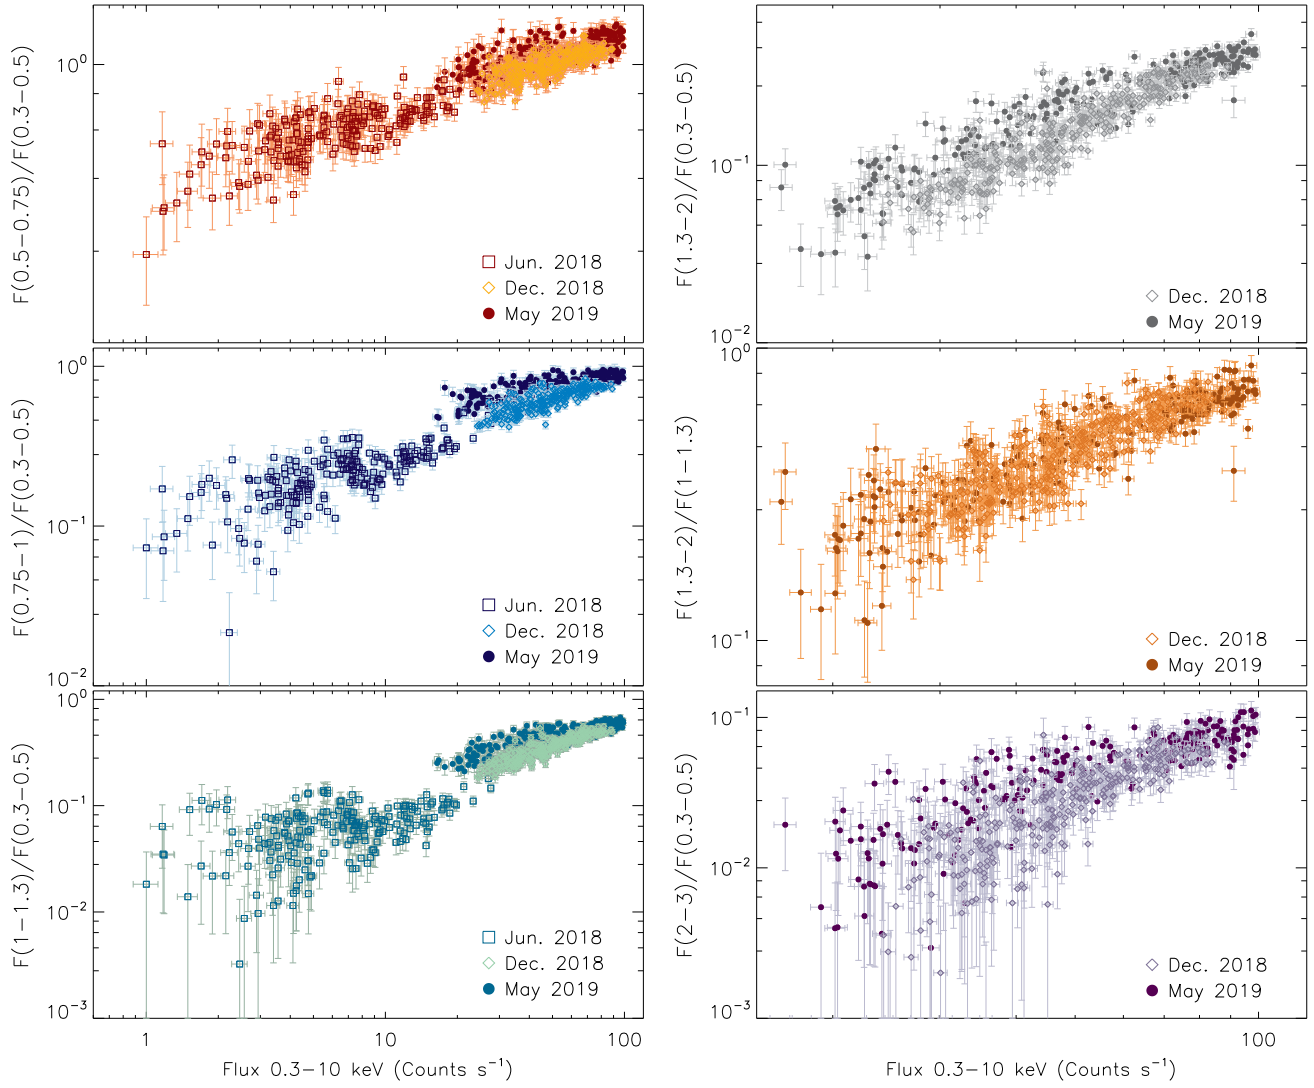 F(0.5−0.75)/F(0.3−0.5)
10⁰
Jun. 2018
Dec. 2018
May 2019
F(1.3−2)/F(0.3−0.5)
10⁻¹
10⁻²
Dec. 2018
May 2019
F(0.75−1)/F(0.3−0.5)
10⁰
10⁻¹
10⁻²
Jun. 2018
Dec. 2018
May 2019
F(1.3−2)/F(1−1.3)
10⁰
10⁻¹
Dec. 2018
May 2019
F(1−1.3)/F(0.3−0.5)
10⁰
10⁻¹
10⁻²
10⁻³
Jun. 2018
Dec. 2018
May 2019
1 10 100
Flux 0.3−10 keV (Counts s⁻¹)
F(2−3)/F(0.3−0.5)
10⁻¹
10⁻²
10⁻³
Dec. 2018
May 2019
100
Flux 0.3−10 keV (Counts s⁻¹)